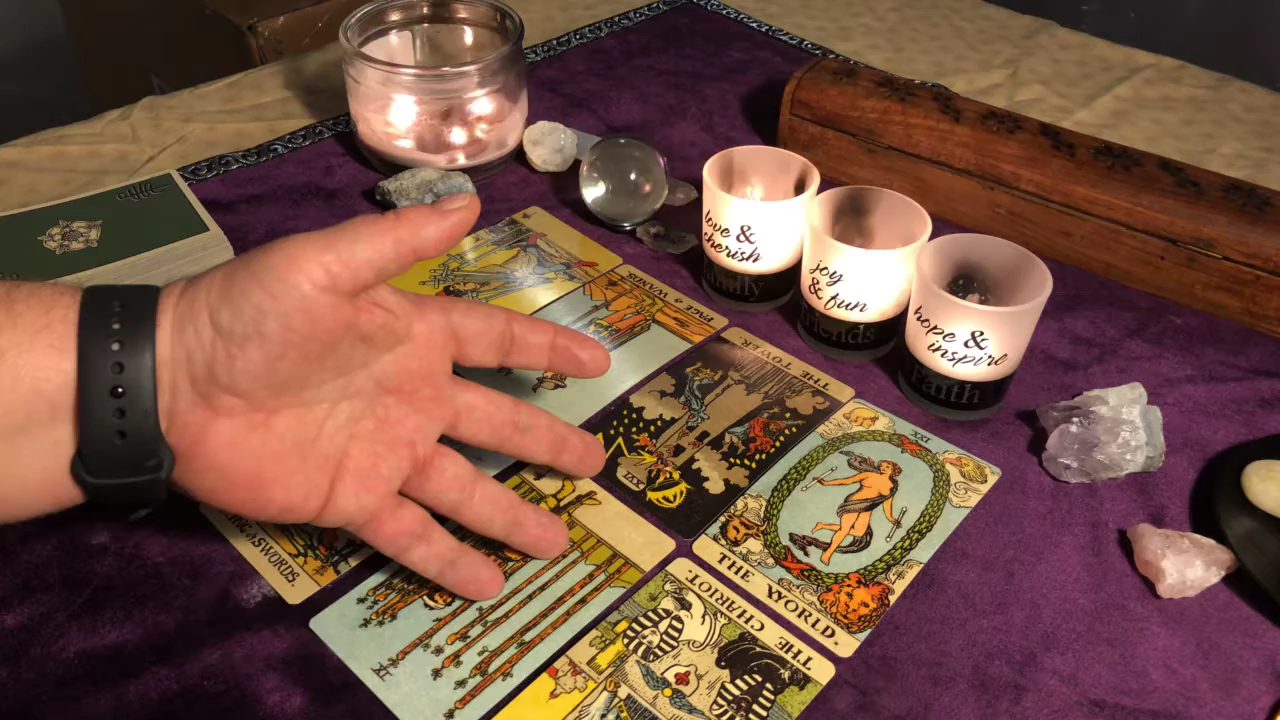 love &
cherish
Family
joy
& fun
Friends
hope &
inspire
Faith
PAGE of WANDS.
THE TOWER.
XVI
XXI
THE WORLD.
KING of SWORDS.
IX
THE CHARIOT.